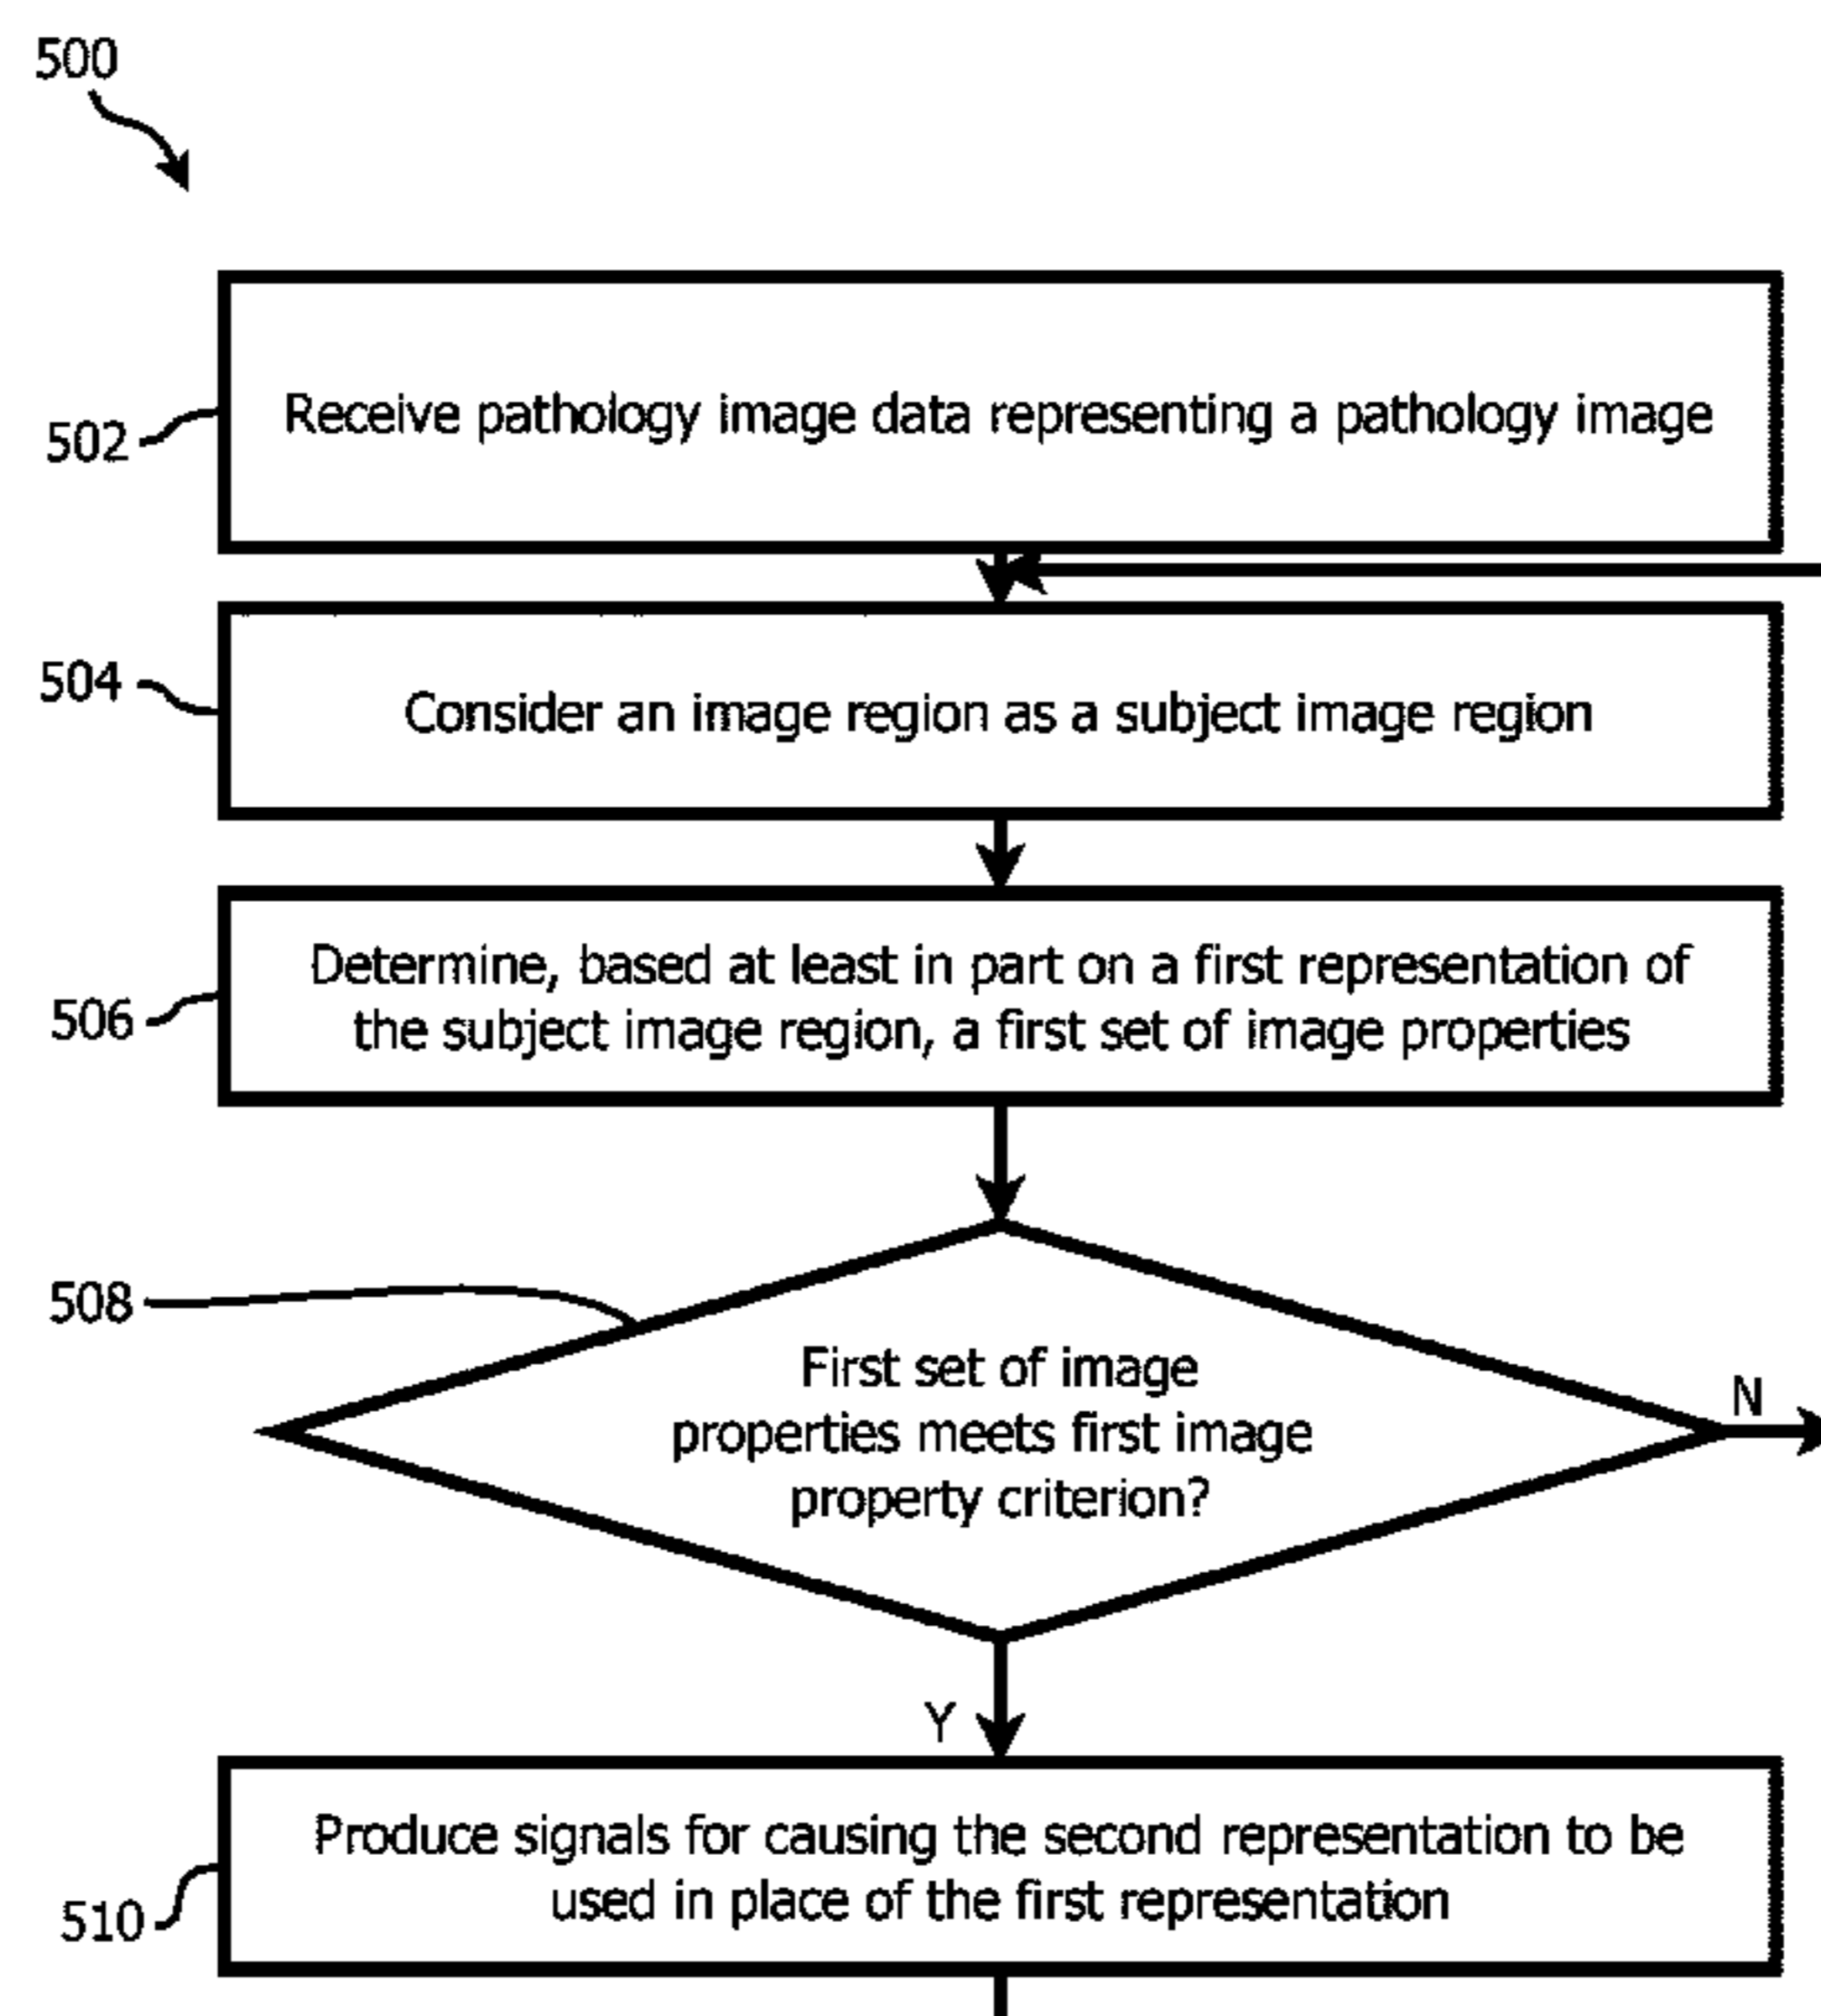 500
502
Receive pathology image data representing a pathology image
504
Consider an image region as a subject image region
506
Determine, based at least in part on a first representation of
the subject image region, a first set of image properties
508
First set of image
properties meets first image
property criterion?
N
Y
510
Produce signals for causing the second representation to be
used in place of the first representation